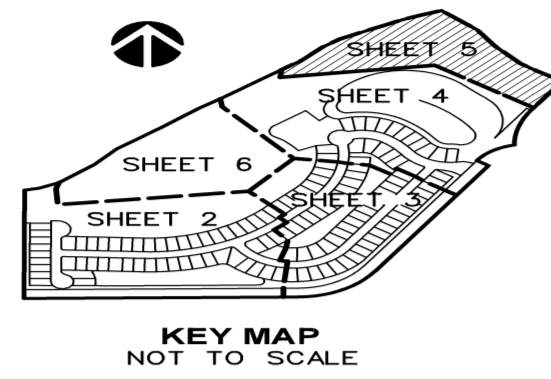 SHEET 5
SHEET 4
SHEET 6
SHEET 3
SHEET 2
KEY MAP
NOT TO SCALE